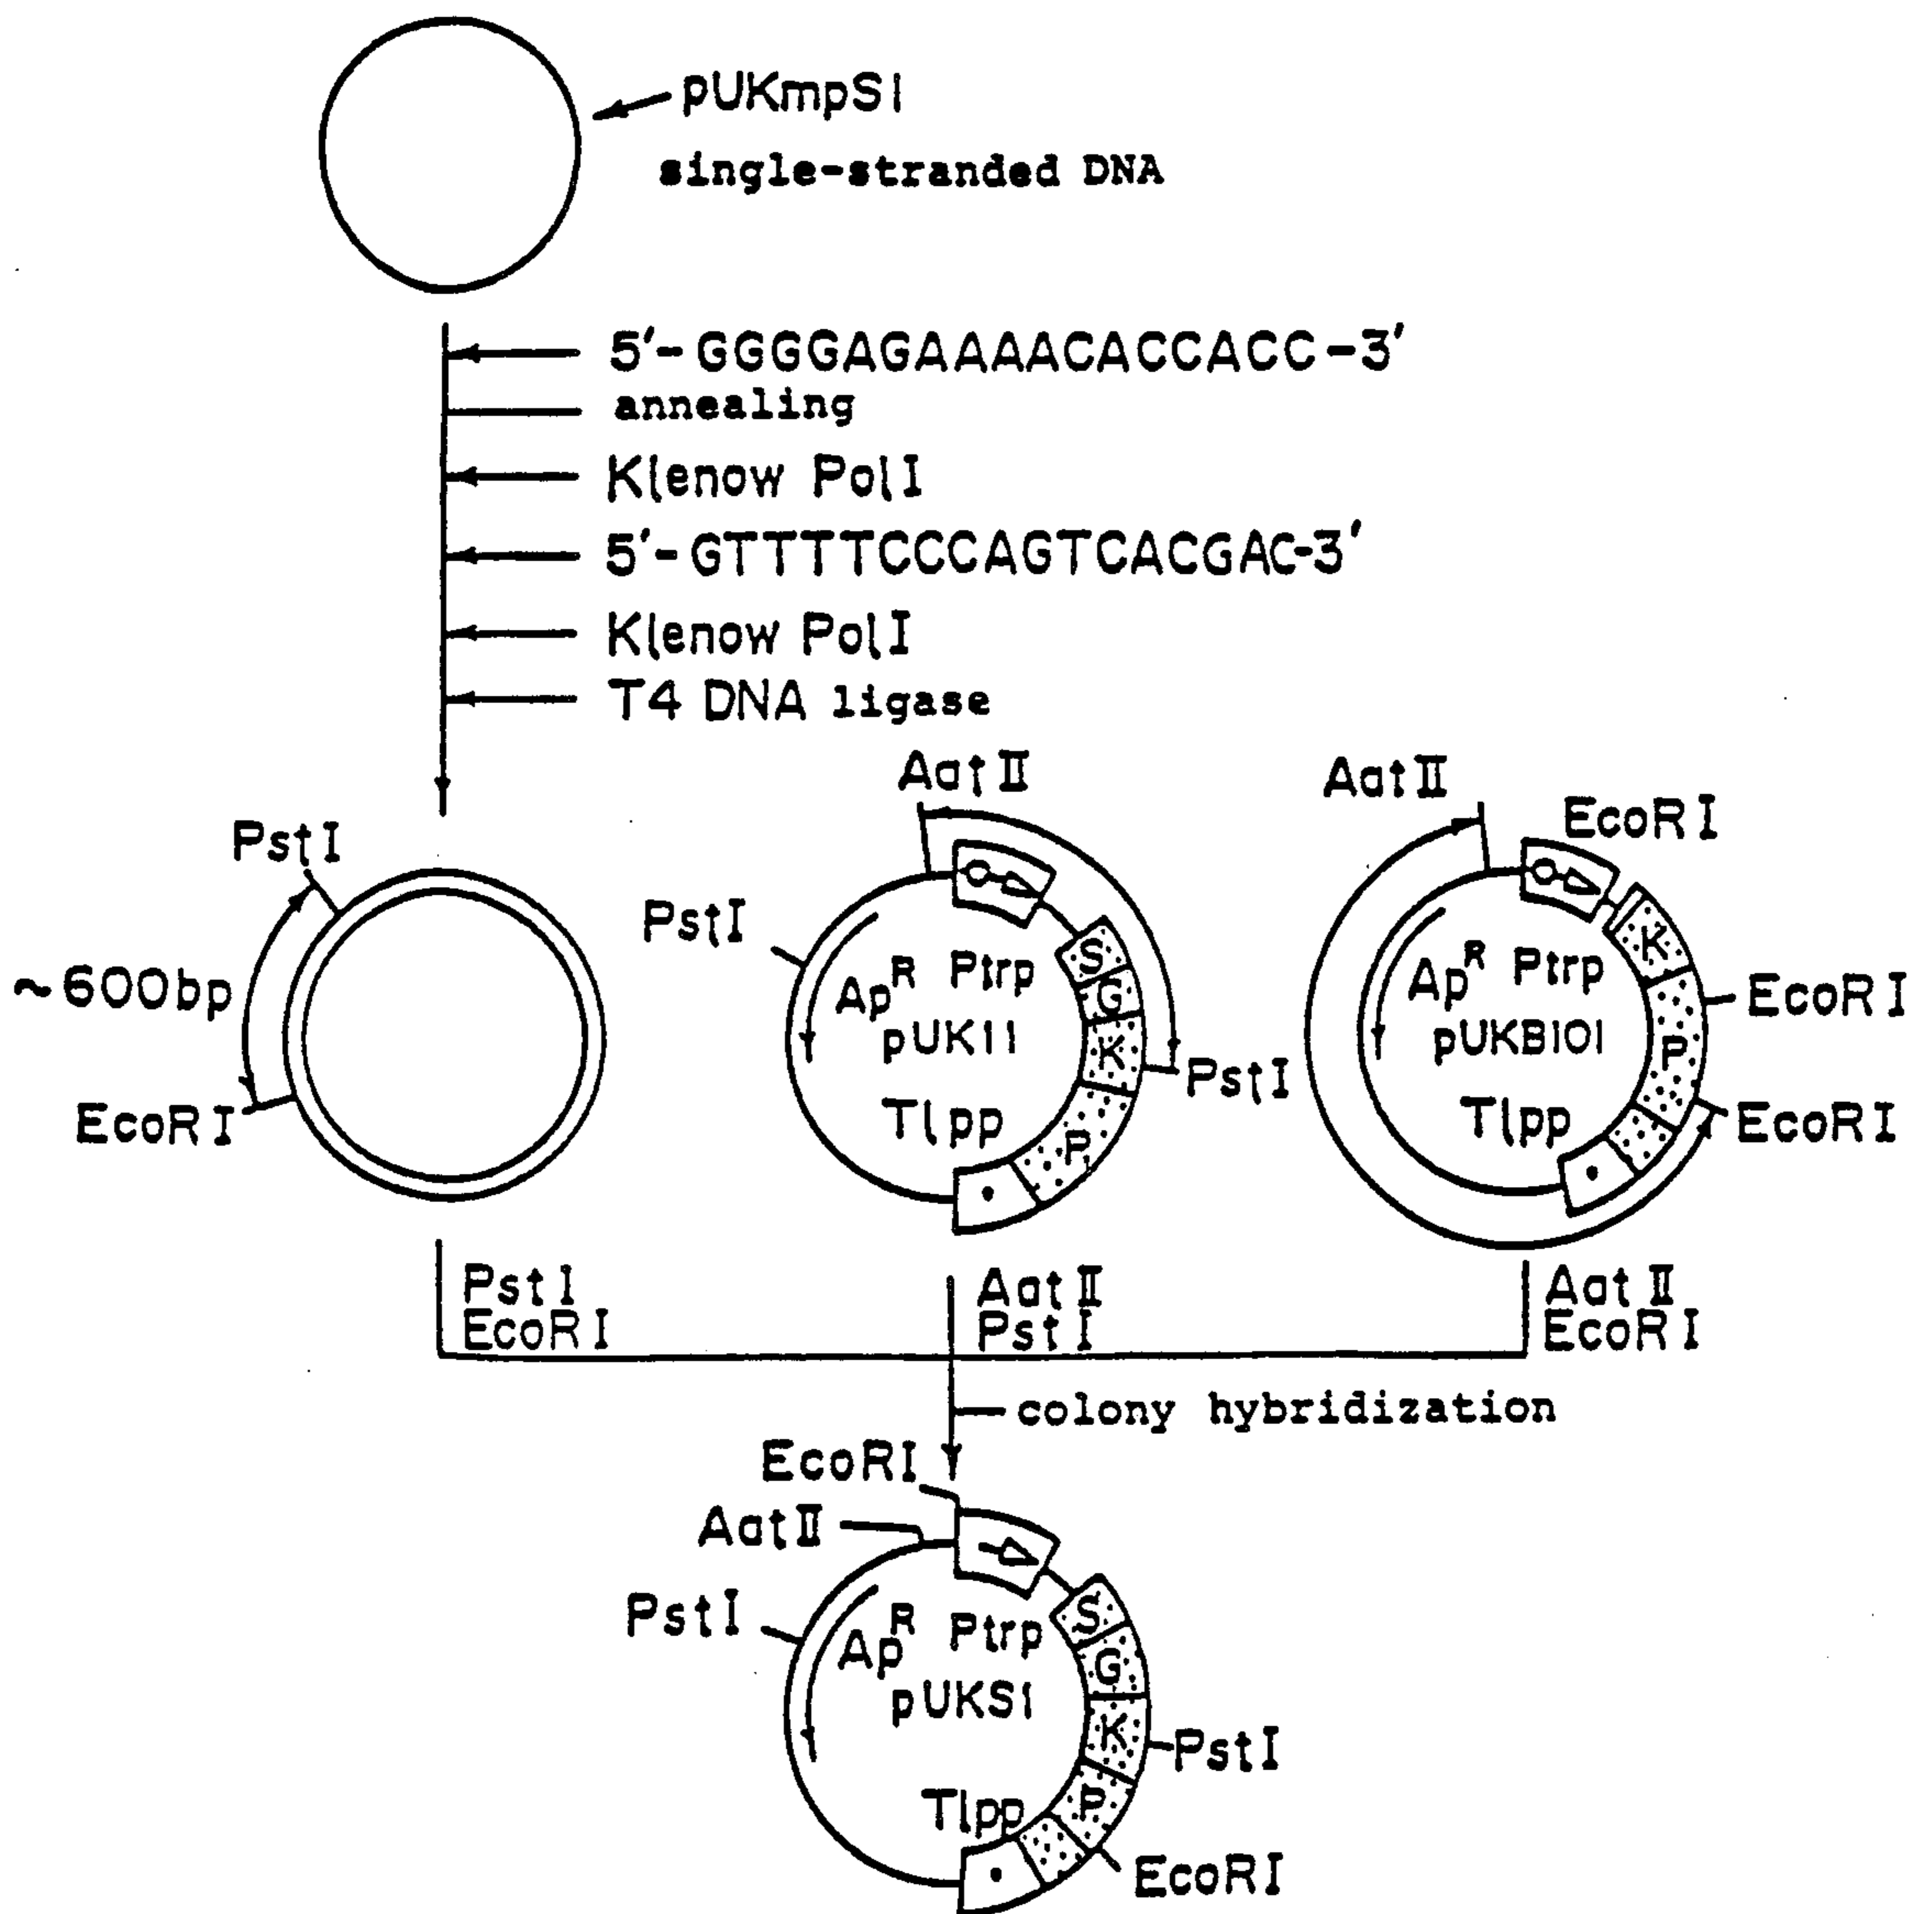 pUKmpS1
single-stranded DNA
5'-GGGGAGAAAACACCACC-3'
annealing
Klenow PolI
5'-GTTTTCCCAGTCACGAC-3'
Klenow PolI
T4 DNA ligase
PstI
~600bp
EcoRI
AatII
PstI
S
G
K
P
ApR Ptrp
pUK11
Tlpp
PstI
AatII
EcoRI
K
P
ApR Ptrp
pUKB101
Tlpp
EcoRI
EcoRI
PstI
EcoRI
AatII
PstI
AatII
EcoRI
colony hybridization
EcoRI
AatII
PstI
S
G
K
P
ApR Ptrp
pUKS1
Tlpp
PstI
EcoRI